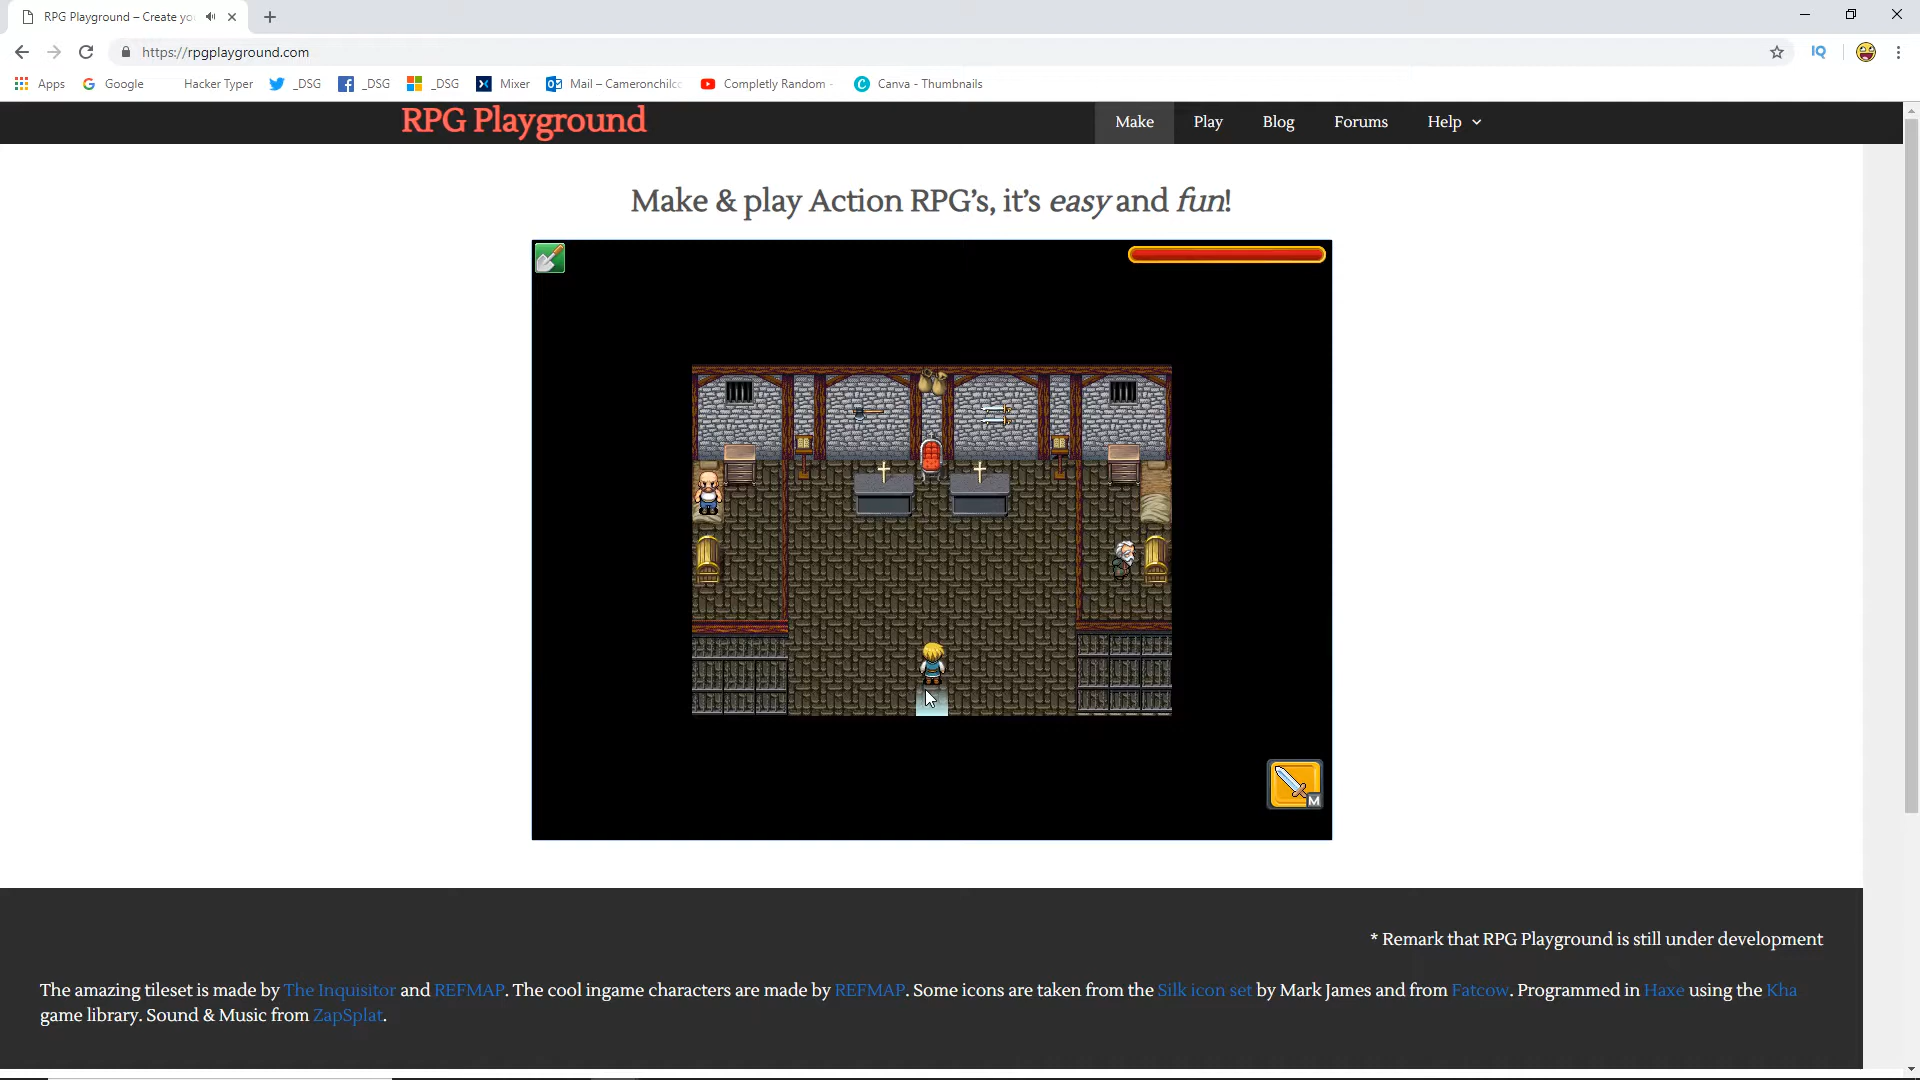 RPG Playground – Create yo
https://rpgplayground.com
Apps Google Hacker Typer _DSG _DSG _DSG Mixer Mail – Cameronchilc Completly Random - Canva - Thumbnails
RPG Playground Make Play Blog Forums Help
Make & play Action RPG's, it's easy and fun!
M
* Remark that RPG Playground is still under development
The amazing tileset is made by The Inquisitor and REFMAP. The cool ingame characters are made by REFMAP. Some icons are taken from the Silk icon set by Mark James and from Fatcow. Programmed in Haxe using the Kha
game library. Sound & Music from ZapSplat.